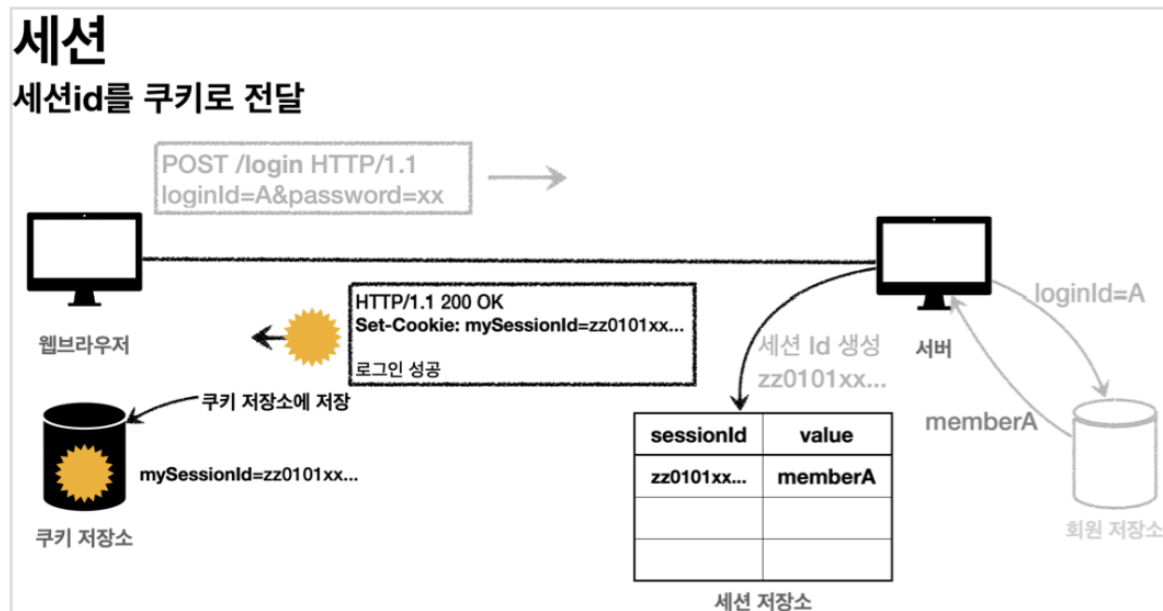 세션
세션id를 쿠키로 전달
POST /login HTTP/1.1
loginId=A&password=xx
웹브라우저
HTTP/1.1 200 OK
Set-Cookie: mySessionId=zz0101xx...
로그인 성공
세션 Id 생성
zz0101xx...
서버
loginId=A
memberA
회원 저장소
쿠키 저장소에 저장
mySessionId=zz0101xx...
쿠키 저장소
sessionId value
zz0101xx... memberA
세션 저장소